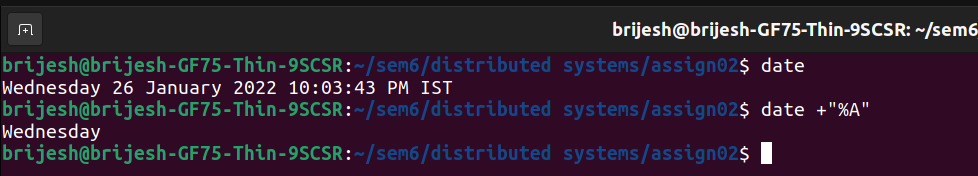 brijesh@brijesh-GF75-Thin-9SCSR: ~/sem6
brijesh@brijesh-GF75-Thin-9SCSR:~/sem6/distributed systems/assign02$ date
Wednesday 26 January 2022 10:03:43 PM IST
brijesh@brijesh-GF75-Thin-9SCSR:~/sem6/distributed systems/assign02$ date +"%A"
Wednesday
brijesh@brijesh-GF75-Thin-9SCSR:~/sem6/distributed systems/assign02$